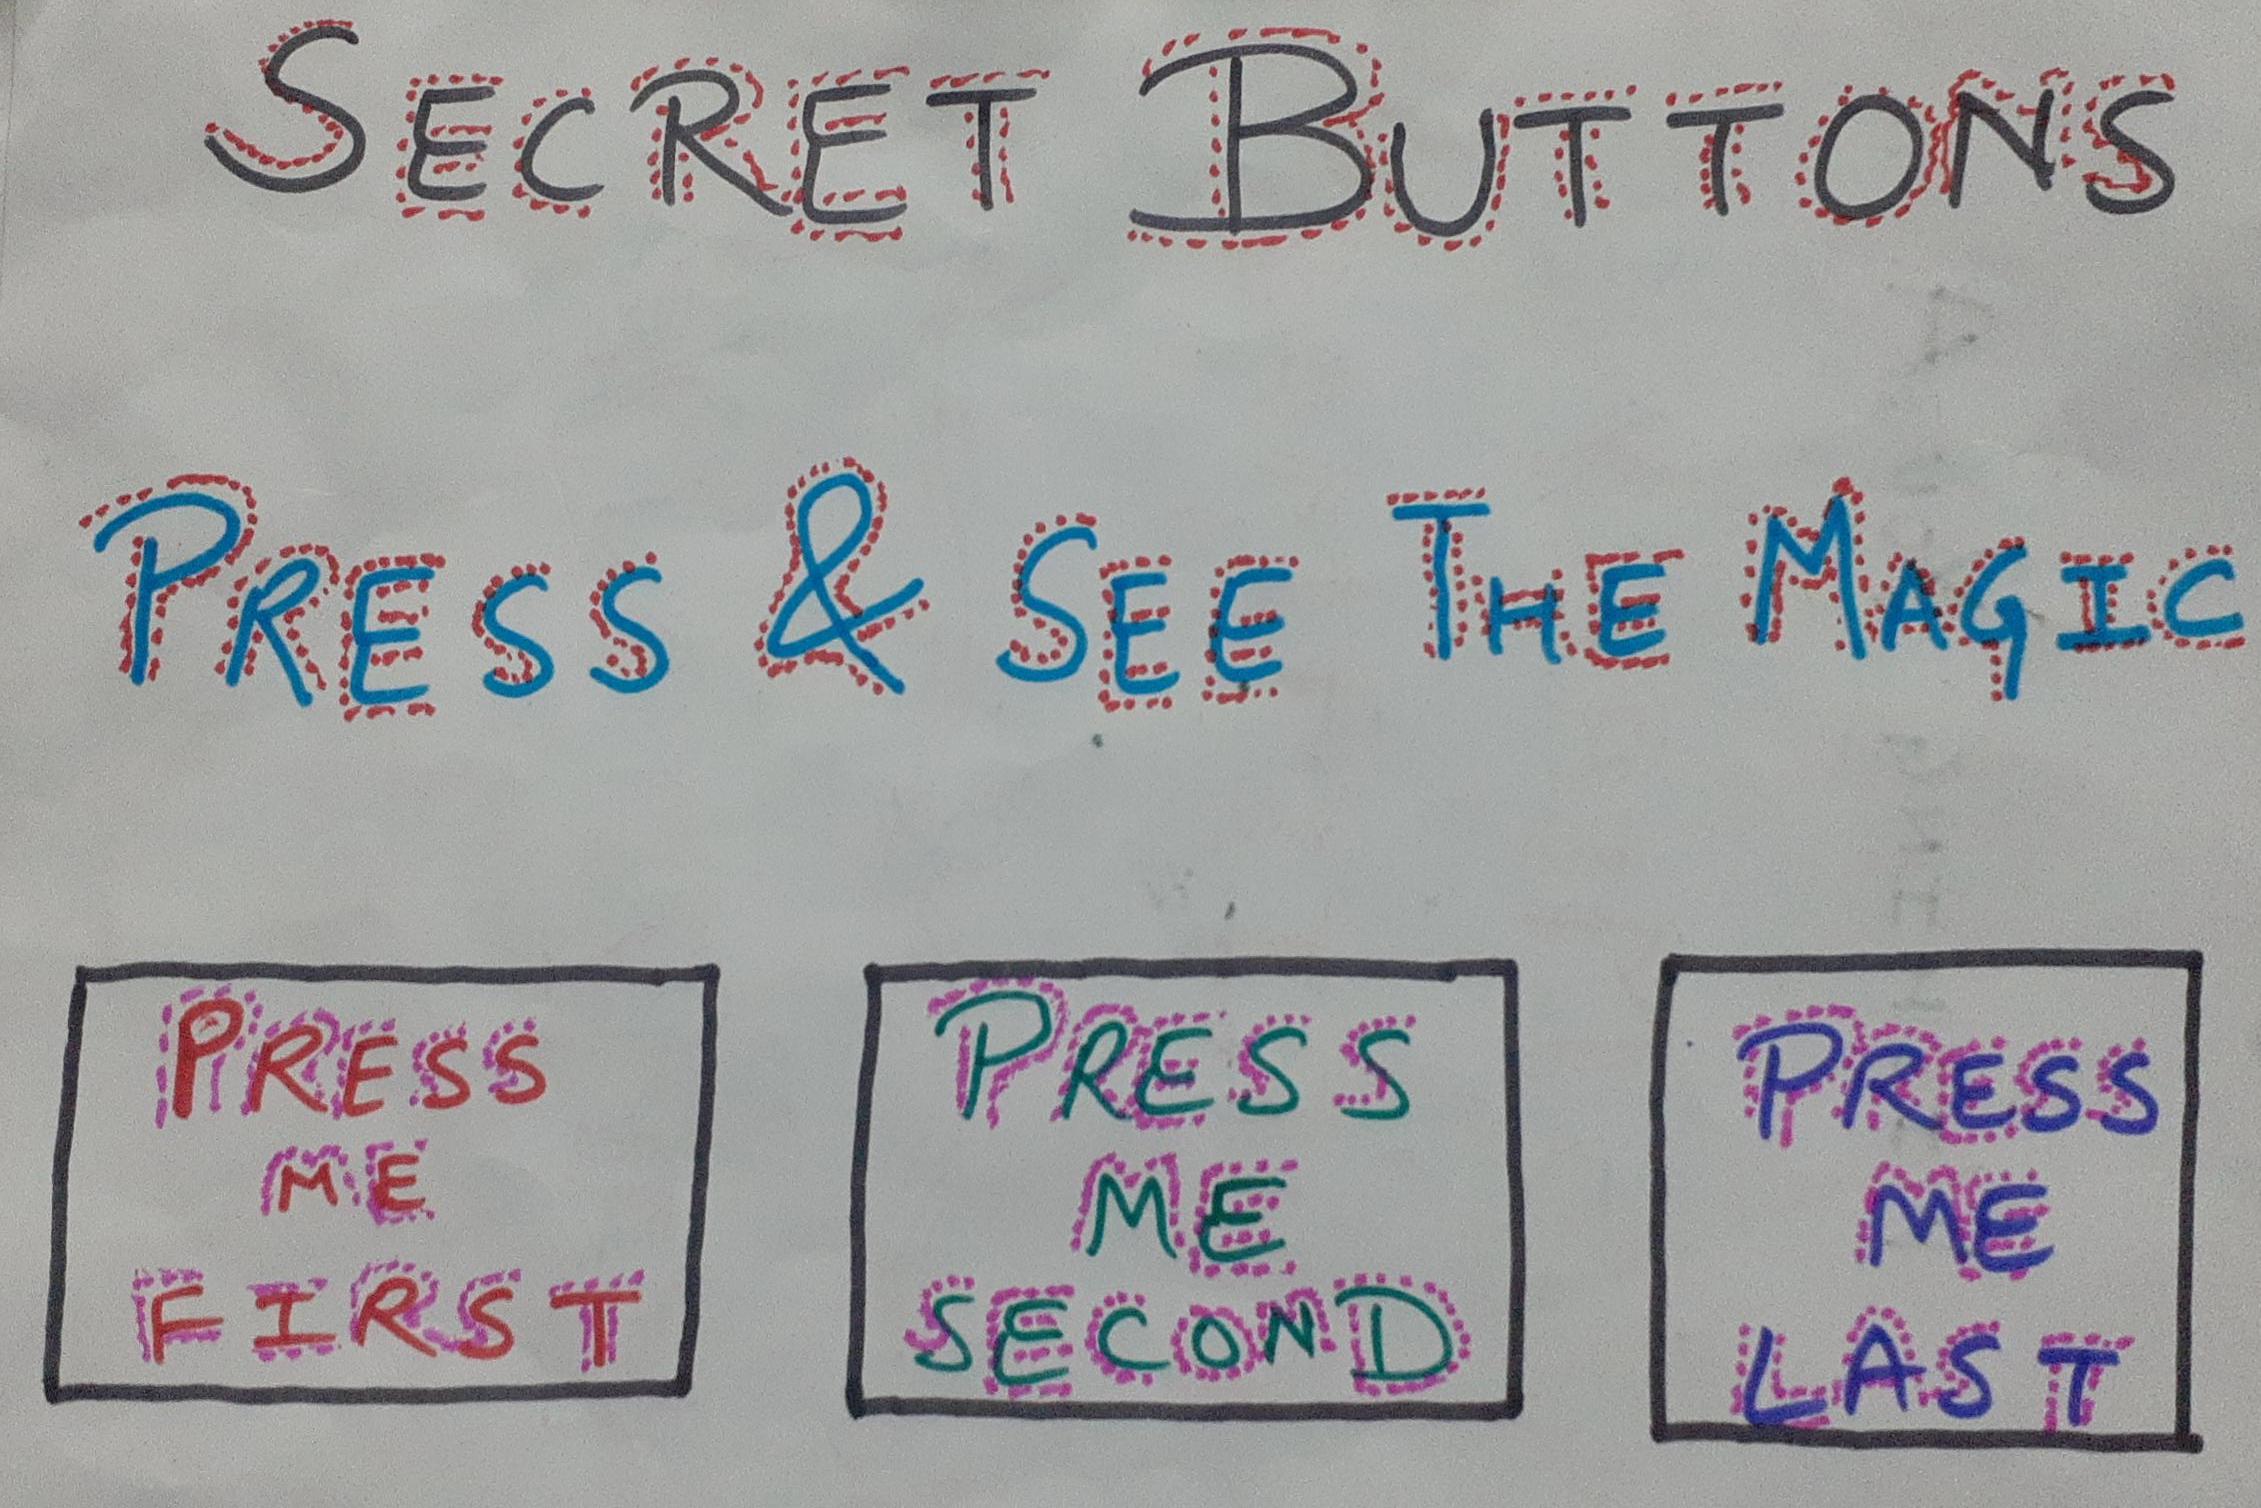 SECRET BUTTONS
PRESS & SEE THE MAGIC
PRESS
ME
FIRST
PRESS
ME
SECOND
PRESS
ME
LAST